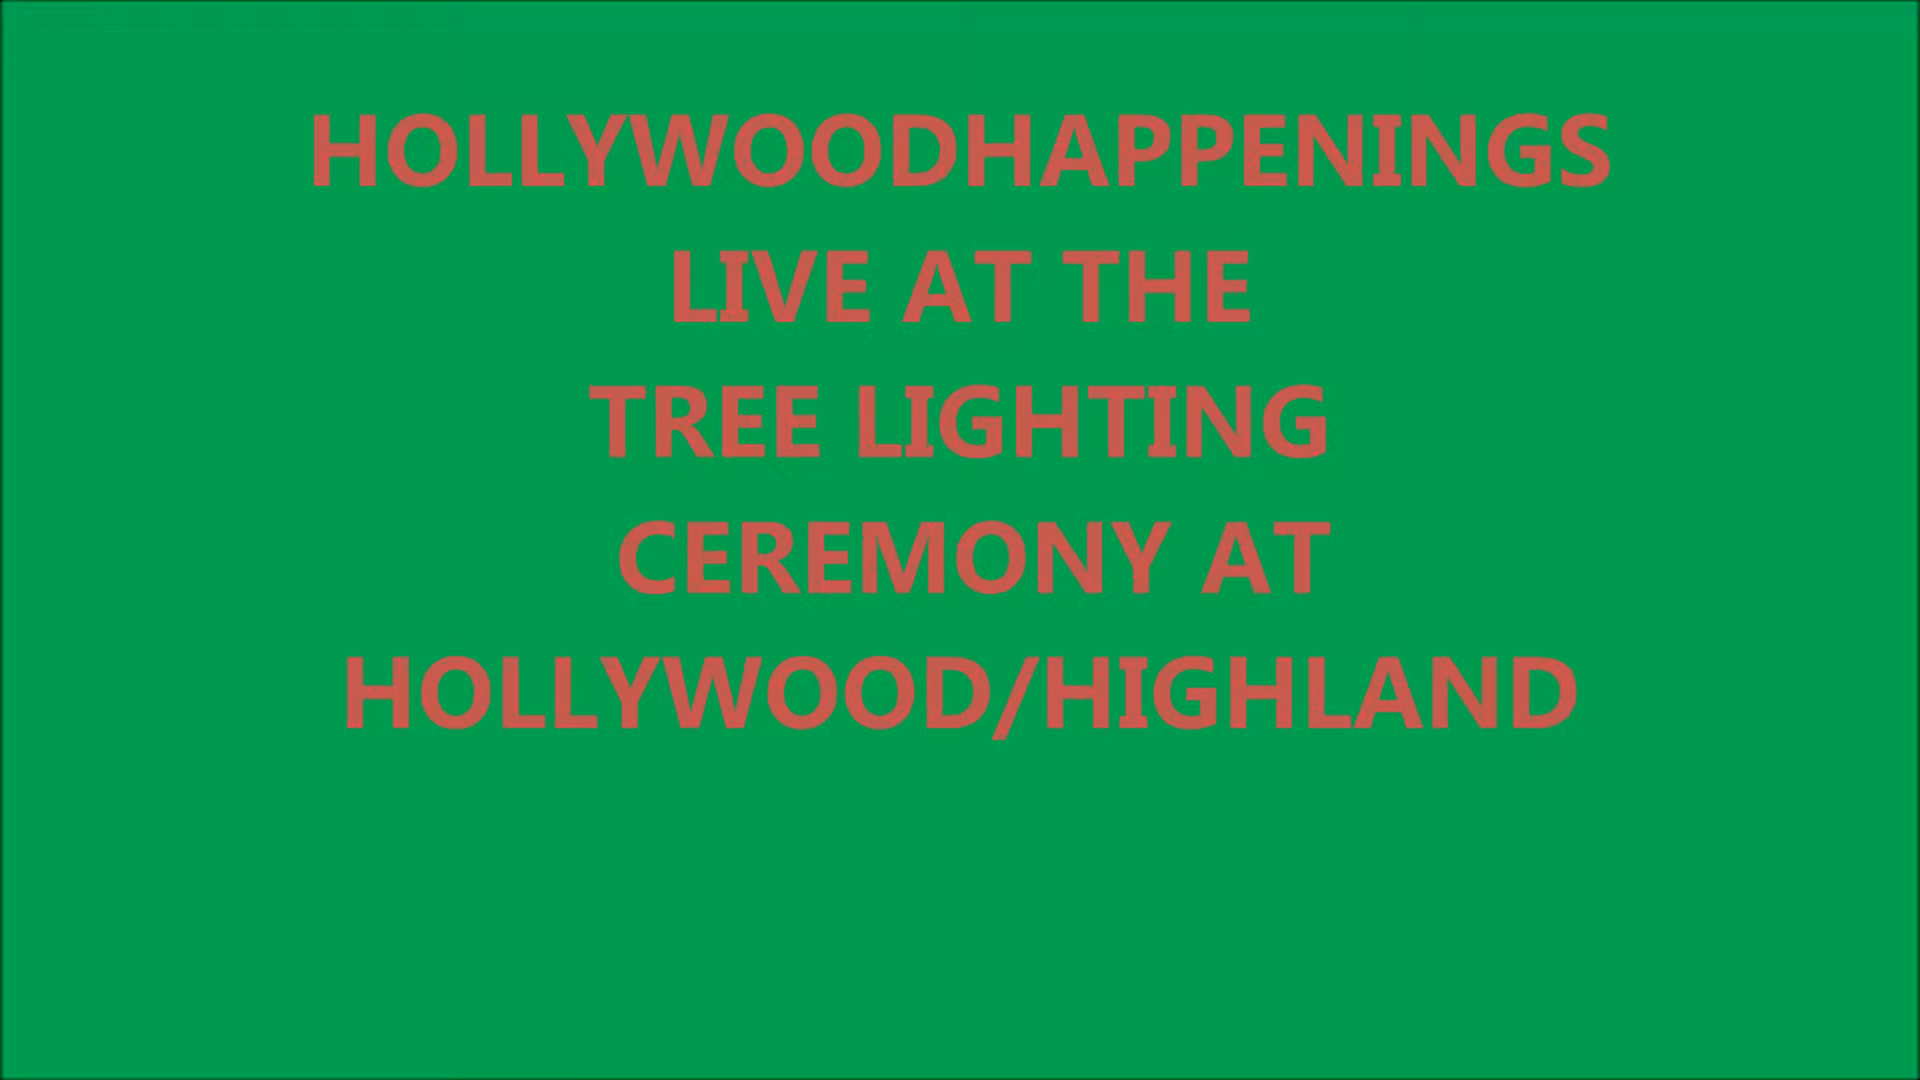 HOLLYWOODHAPPENINGS
LIVE AT THE
TREE LIGHTING
CEREMONY AT
HOLLYWOOD/HIGHLAND